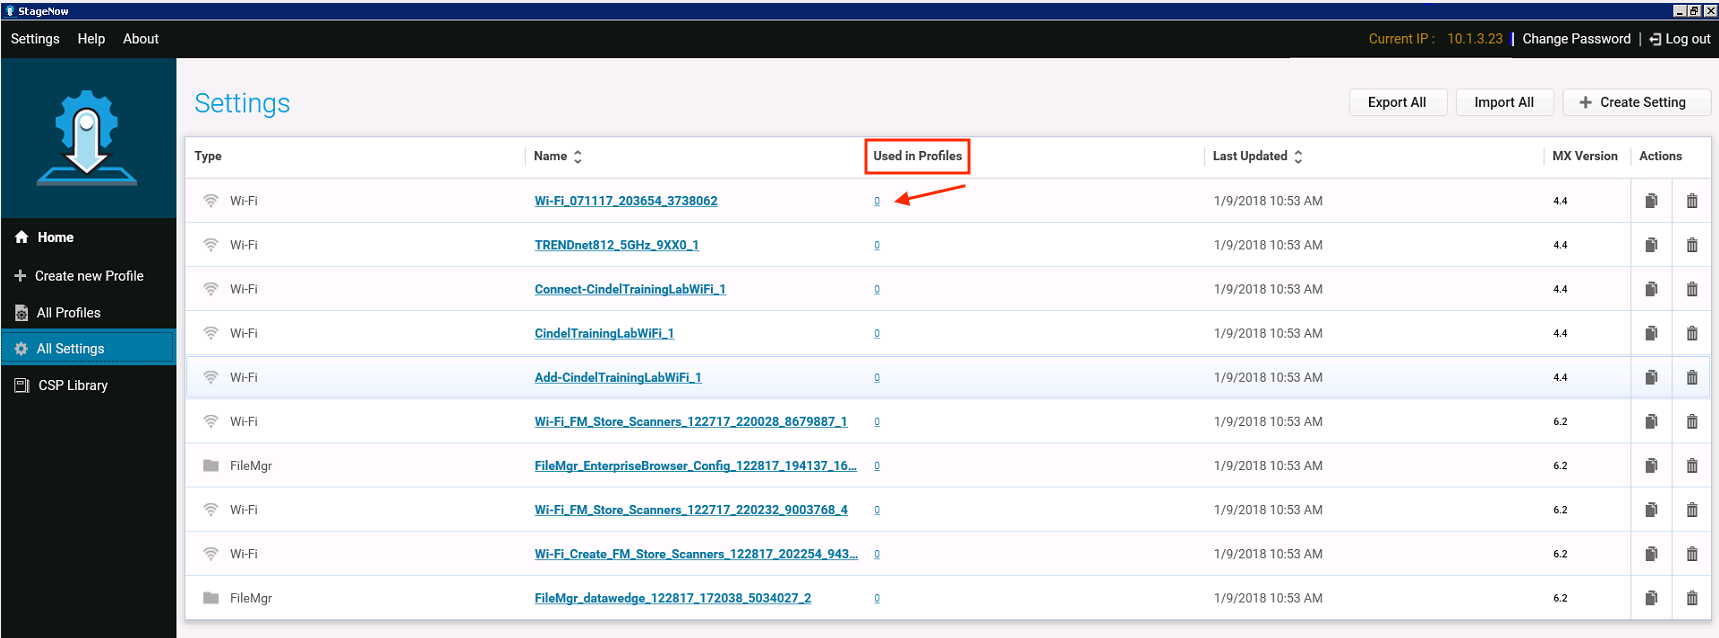 StageNow
Settings Help About Current IP : 10.1.3.23 | Change Password | Log out
Settings Export All Import All Create Setting
Type Name Used in Profiles Last Updated MX Version Actions
Wi-Fi Wi-Fi_071117_203654_3738062 0 1/9/2018 10:53 AM 4.4
Wi-Fi TRENDnet812_5GHz_9XX0_1 0 1/9/2018 10:53 AM 4.4
Wi-Fi Connect-CindelTrainingLabWiFi_1 0 1/9/2018 10:53 AM 4.4
Wi-Fi CindelTrainingLabWiFi_1 0 1/9/2018 10:53 AM 4.4
Wi-Fi Add-CindelTrainingLabWiFi_1 0 1/9/2018 10:53 AM 4.4
Wi-Fi Wi-Fi_FM_Store_Scanners_122717_220028_8679887_1 0 1/9/2018 10:53 AM 6.2
FileMgr FileMgr_EnterpriseBrowser_Config_122817_194137_16... 0 1/9/2018 10:53 AM 6.2
Wi-Fi Wi-Fi_FM_Store_Scanners_122717_220232_9003768_4 0 1/9/2018 10:53 AM 6.2
Wi-Fi Wi-Fi_Create_FM_Store_Scanners_122817_202254_943... 0 1/9/2018 10:53 AM 6.2
FileMgr FileMgr_datawedge_122817_172038_5034027_2 0 1/9/2018 10:53 AM 6.2
Home
Create new Profile
All Profiles
All Settings
CSP Library